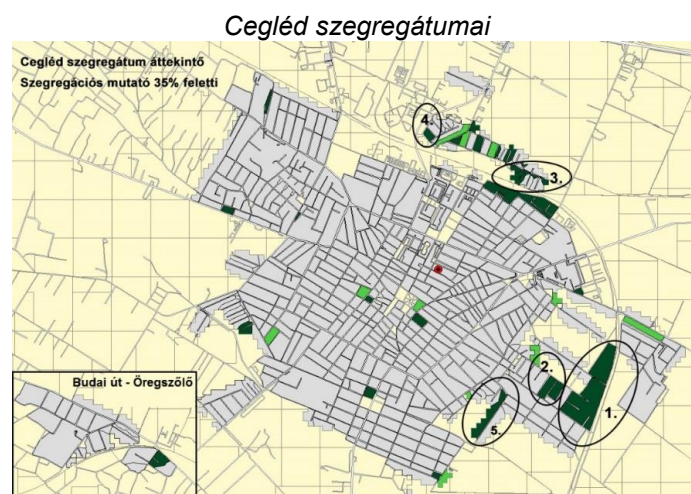 Cegléd szegregátumai
Cegléd szegregátum áttekintő
Szegregációs mutató 35% feletti
4.
3.
2.
1.
5.
Budai út - Öregszőlő